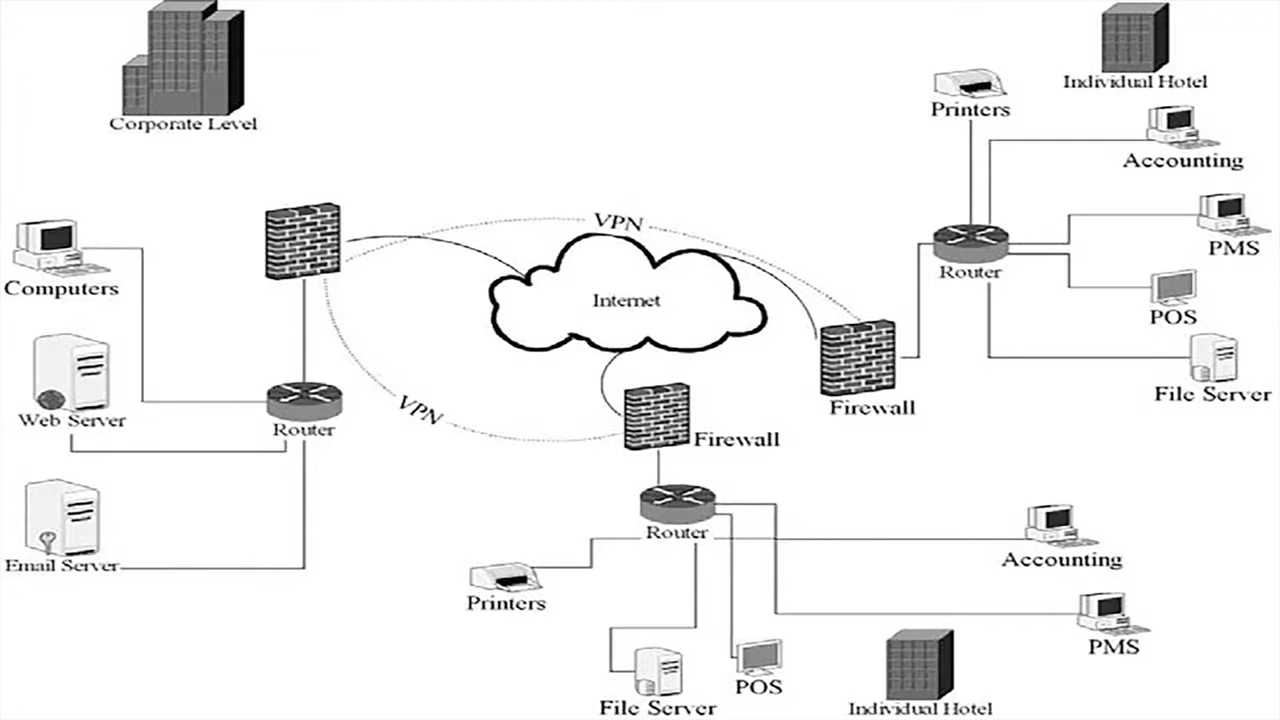 Corporate Level
Individual Hotel
Printers
Accounting
VPN
PMS
Router
Computers
Internet
POS
File Server
Firewall
Web Server
Router
VPN
Firewall
Router
Email Server
Accounting
Printers
PMS
POS
File Server
Individual Hotel